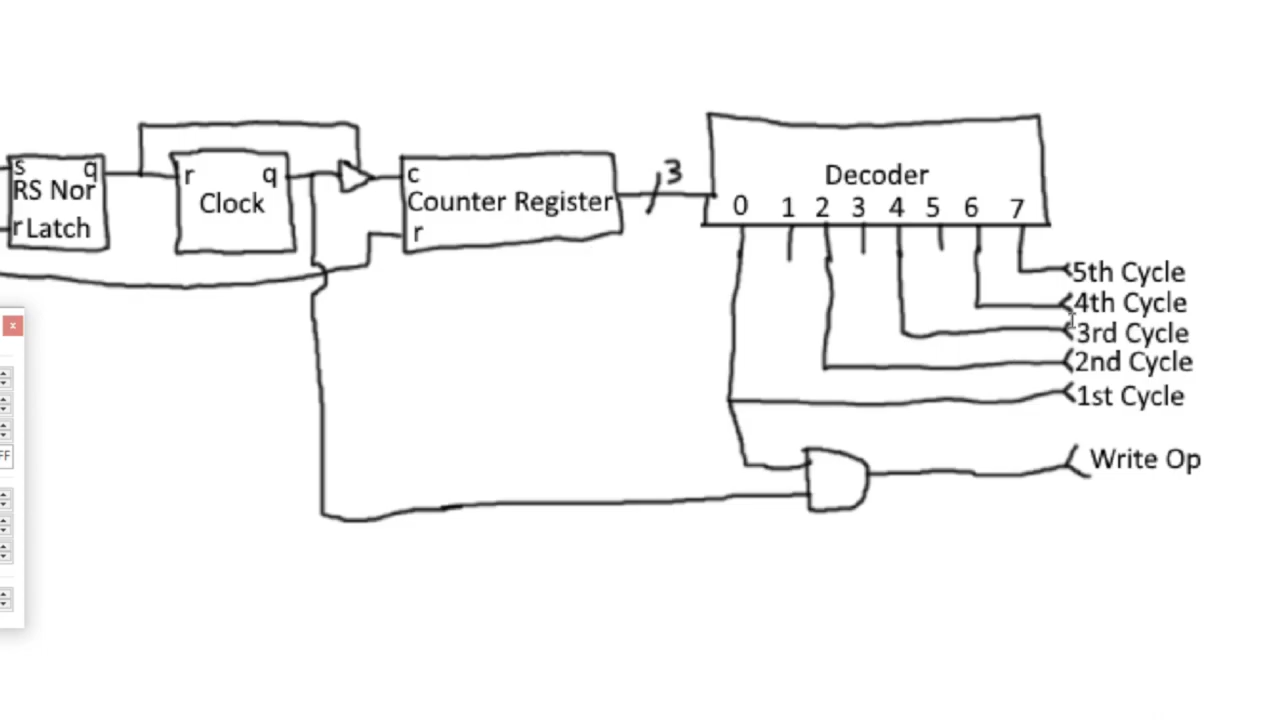 s q
RS Nor
r Latch
r q
Clock
c
Counter Register
r
3
Decoder
0 1 2 3 4 5 6 7
5th Cycle
4th Cycle
3rd Cycle
2nd Cycle
1st Cycle
Write Op
x
FF